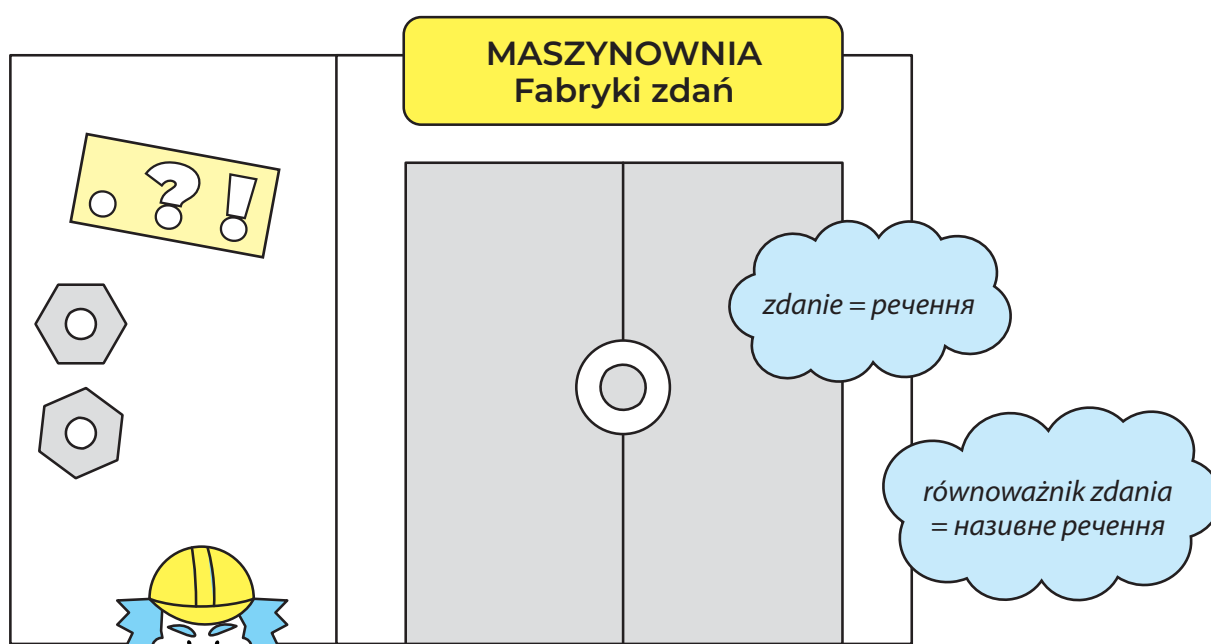 MASZYNOWNIA
Fabryki zdań
. ? !
zdanie = речення
równoważnik zdania
= називне речення